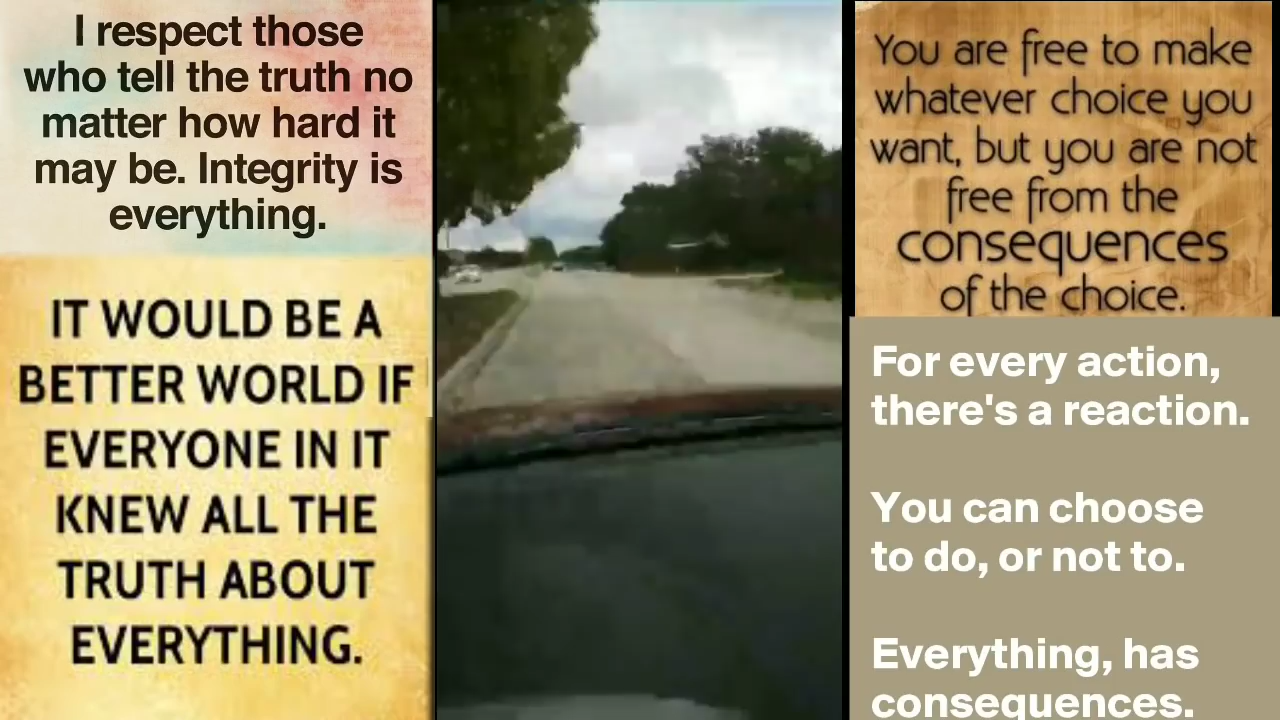 I respect those
who tell the truth no
matter how hard it
may be. Integrity is
everything.
IT WOULD BE A
BETTER WORLD IF
EVERYONE IN IT
KNEW ALL THE
TRUTH ABOUT
EVERYTHING.
You are free to make
whatever choice you
want, but you are not
free from the
consequences
of the choice.
For every action,
there's a reaction.
You can choose
to do, or not to.
Everything, has
consequences.